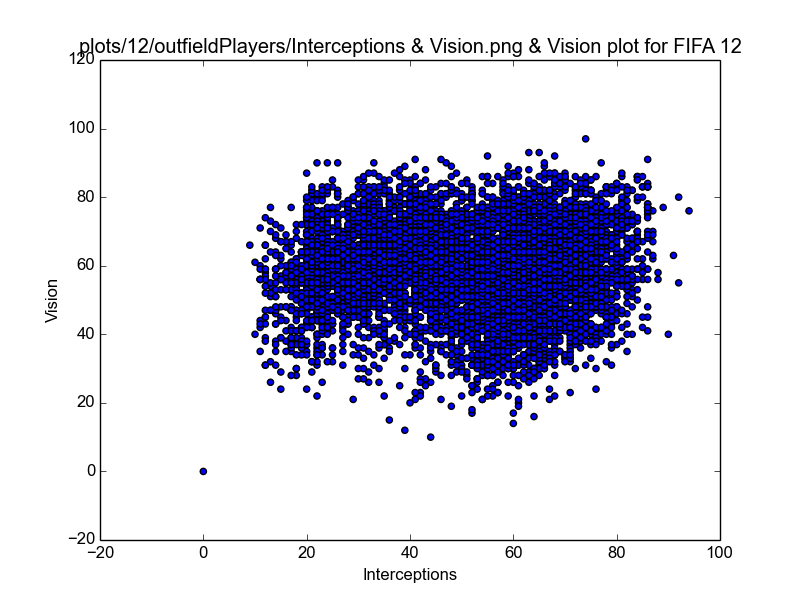 plots/12/outfieldPlayers/Interceptions & Vision.png & Vision plot for FIFA 12
120
100
80
60
40
20
0
−20
Vision
−20 0 20 40 60 80 100
Interceptions